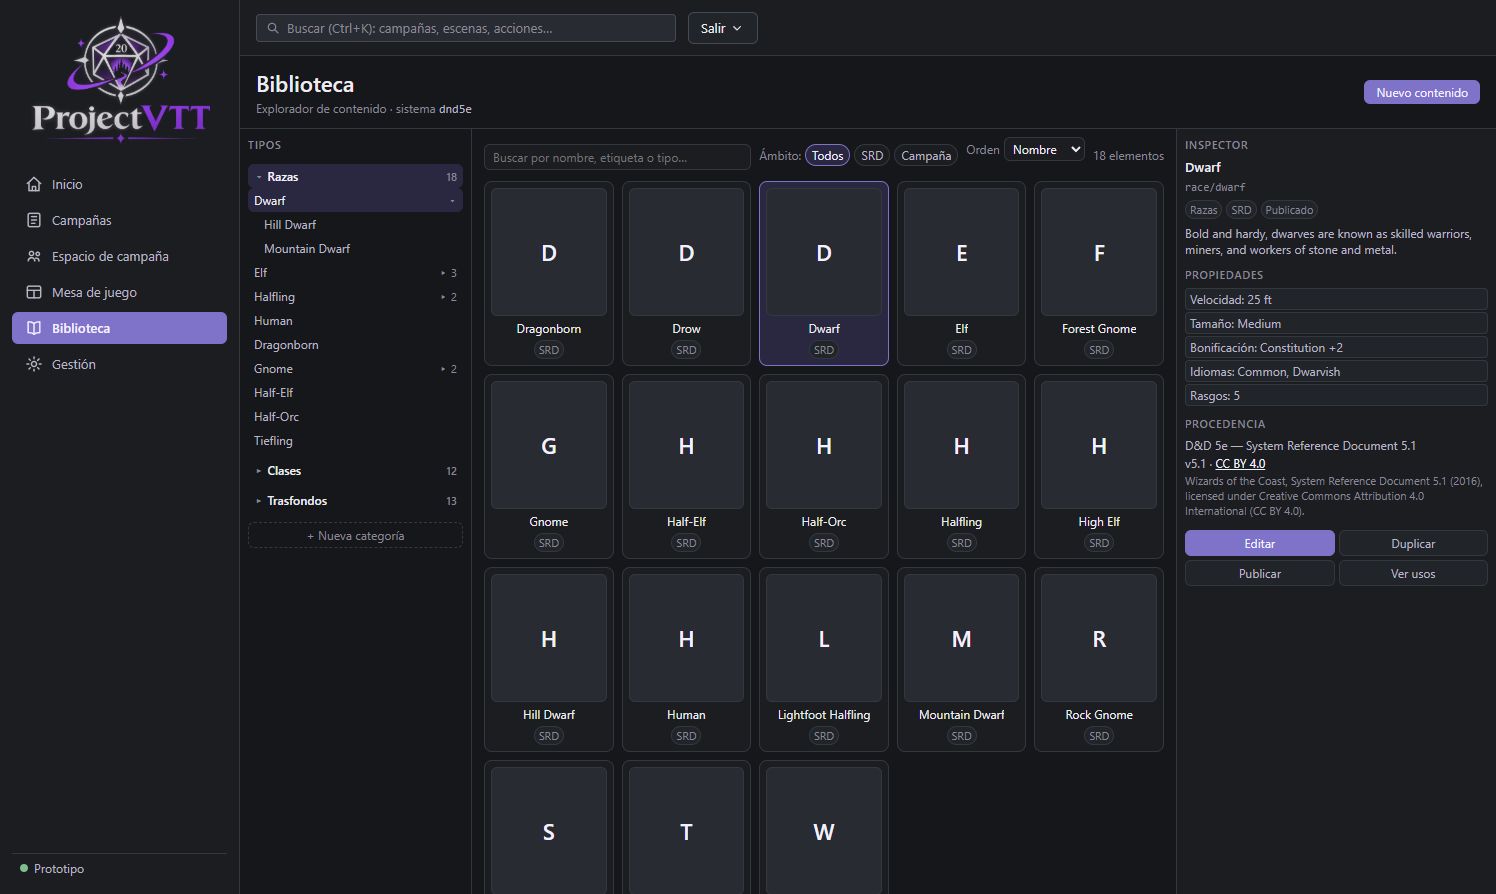 20
ProjectVTT
Inicio
Campañas
Espacio de campaña
Mesa de juego
Biblioteca
Gestión
Prototipo
Buscar (Ctrl+K): campañas, escenas, acciones...
Salir
Biblioteca
Explorador de contenido · sistema dnd5e
Nuevo contenido
TIPOS
Razas 18
Dwarf
Hill Dwarf
Mountain Dwarf
Elf 3
Halfling 2
Human
Dragonborn
Gnome 2
Half-Elf
Half-Orc
Tiefling
Clases 12
Trasfondos 13
+ Nueva categoría
Buscar por nombre, etiqueta o tipo...
Ámbito: Todos SRD Campaña Orden Nombre 18 elementos
D D D E F
Dragonborn Drow Dwarf Elf Forest Gnome
SRD SRD SRD SRD SRD
G H H H H
Gnome Half-Elf Half-Orc Halfling High Elf
SRD SRD SRD SRD SRD
H H L M R
Hill Dwarf Human Lightfoot Halfling Mountain Dwarf Rock Gnome
SRD SRD SRD SRD SRD
S T W
INSPECTOR
Dwarf
race/dwarf
Razas SRD Publicado
Bold and hardy, dwarves are known as skilled warriors,
miners, and workers of stone and metal.
PROPIEDADES
Velocidad: 25 ft
Tamaño: Medium
Bonificación: Constitution +2
Idiomas: Common, Dwarvish
Rasgos: 5
PROCEDENCIA
D&D 5e — System Reference Document 5.1
v5.1 · CC BY 4.0
Wizards of the Coast, System Reference Document 5.1 (2016),
licensed under Creative Commons Attribution 4.0
International (CC BY 4.0).
Editar Duplicar
Publicar Ver usos